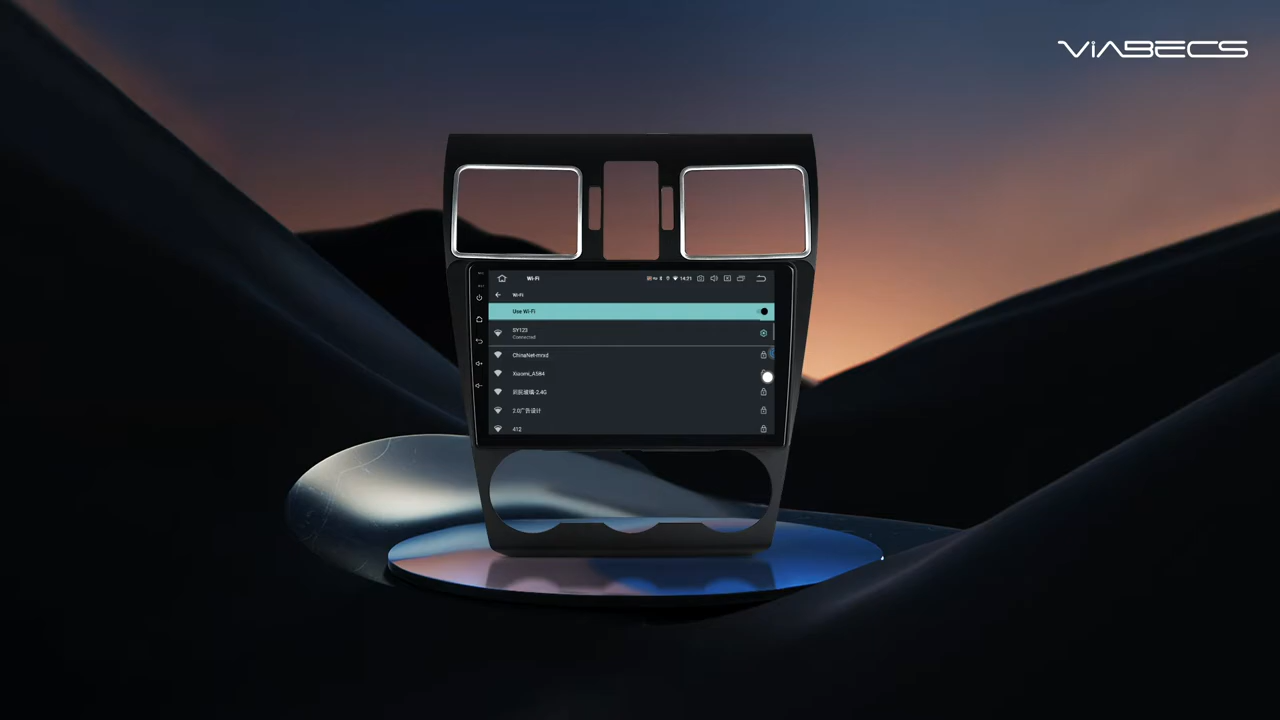 VIABECS
Wi-Fi
14:21
Wi-Fi
Use Wi-Fi
SY123
Connected
ChinaNet-mrxd
Xiaomi_A584
2.4G
2.0广告设计
412